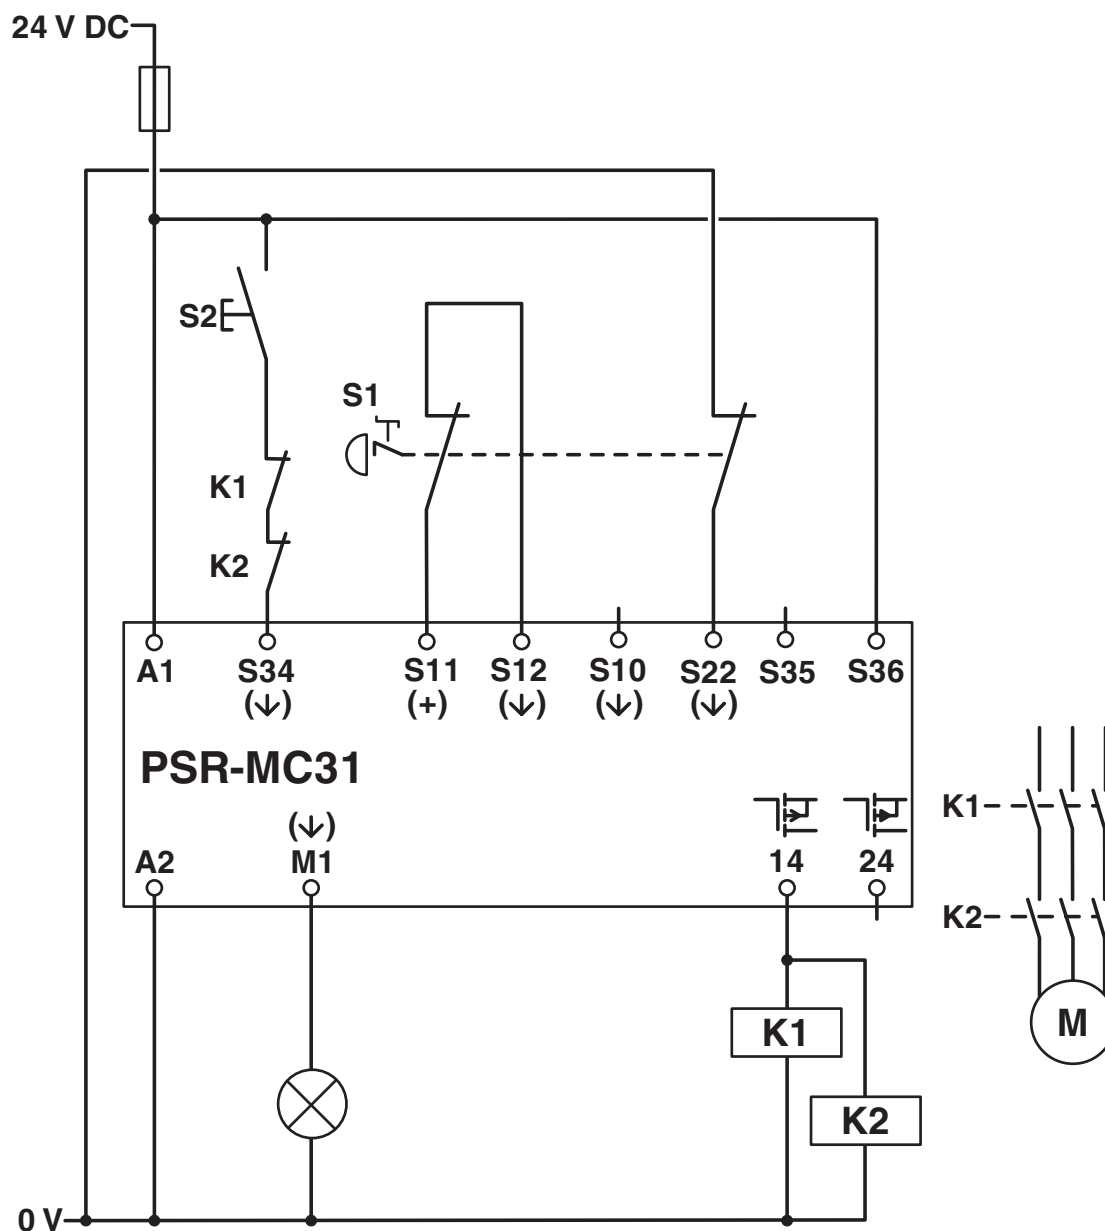 24 V DC
S2
S1
K1
K2
A1 S34 S11 S12 S10 S22 S35 S36
(↓) (+) (↓) (↓) (↓)
PSR-MC31
(↓)
A2 M1 14 24
K1
K2
M
K1
K2
0 V